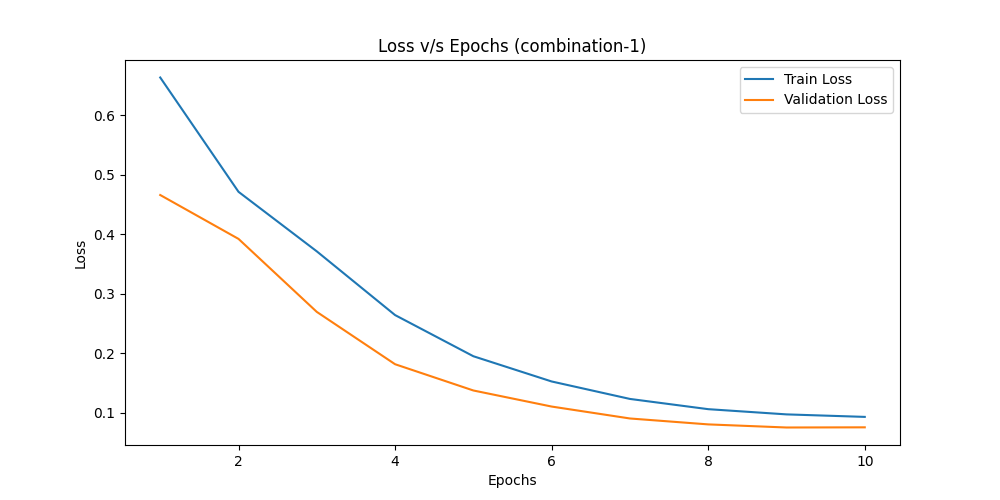 Loss v/s Epochs (combination-1)
Train Loss
Validation Loss
0.6
0.5
0.4
0.3
0.2
0.1
Loss
2 4 6 8 10
Epochs